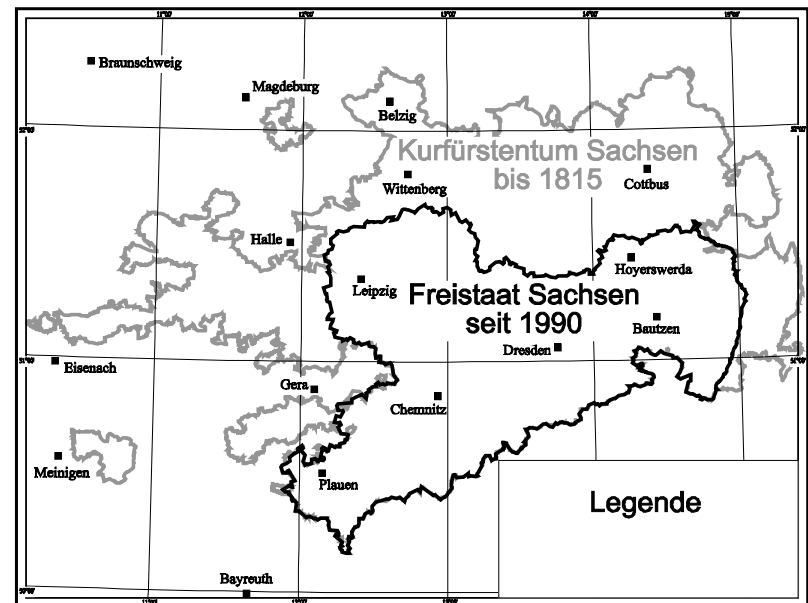 Braunschweig
Magdeburg
Belzig
Kurfürstentum Sachsen
bis 1815
Wittenberg
Cottbus
Halle
Hoyerswerda
Leipzig
Freistaat Sachsen
seit 1990
Bautzen
Dresden
Eisenach
Gera
Chemnitz
Meinigen
Plauen
Legende
Bayreuth